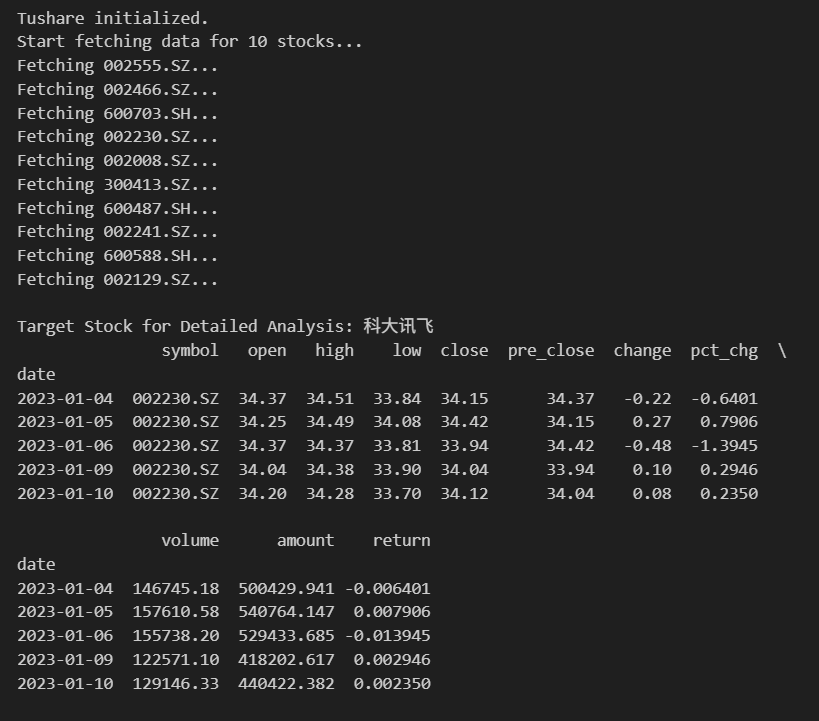 Tushare initialized.
Start fetching data for 10 stocks...
Fetching 002555.SZ...
Fetching 002466.SZ...
Fetching 600703.SH...
Fetching 002230.SZ...
Fetching 002008.SZ...
Fetching 300413.SZ...
Fetching 600487.SH...
Fetching 002241.SZ...
Fetching 600588.SH...
Fetching 002129.SZ...
Target Stock for Detailed Analysis: 科大讯飞
symbol open high low close pre_close change pct_chg \
date
2023-01-04 002230.SZ 34.37 34.51 33.84 34.15 34.37 -0.22 -0.6401
2023-01-05 002230.SZ 34.25 34.49 34.08 34.42 34.15 0.27 0.7906
2023-01-06 002230.SZ 34.37 34.37 33.81 33.94 34.42 -0.48 -1.3945
2023-01-09 002230.SZ 34.04 34.38 33.90 34.04 33.94 0.10 0.2946
2023-01-10 002230.SZ 34.20 34.28 33.70 34.12 34.04 0.08 0.2350
volume amount return
date
2023-01-04 146745.18 500429.941 -0.006401
2023-01-05 157610.58 540764.147 0.007906
2023-01-06 155738.20 529433.685 -0.013945
2023-01-09 122571.10 418202.617 0.002946
2023-01-10 129146.33 440422.382 0.002350